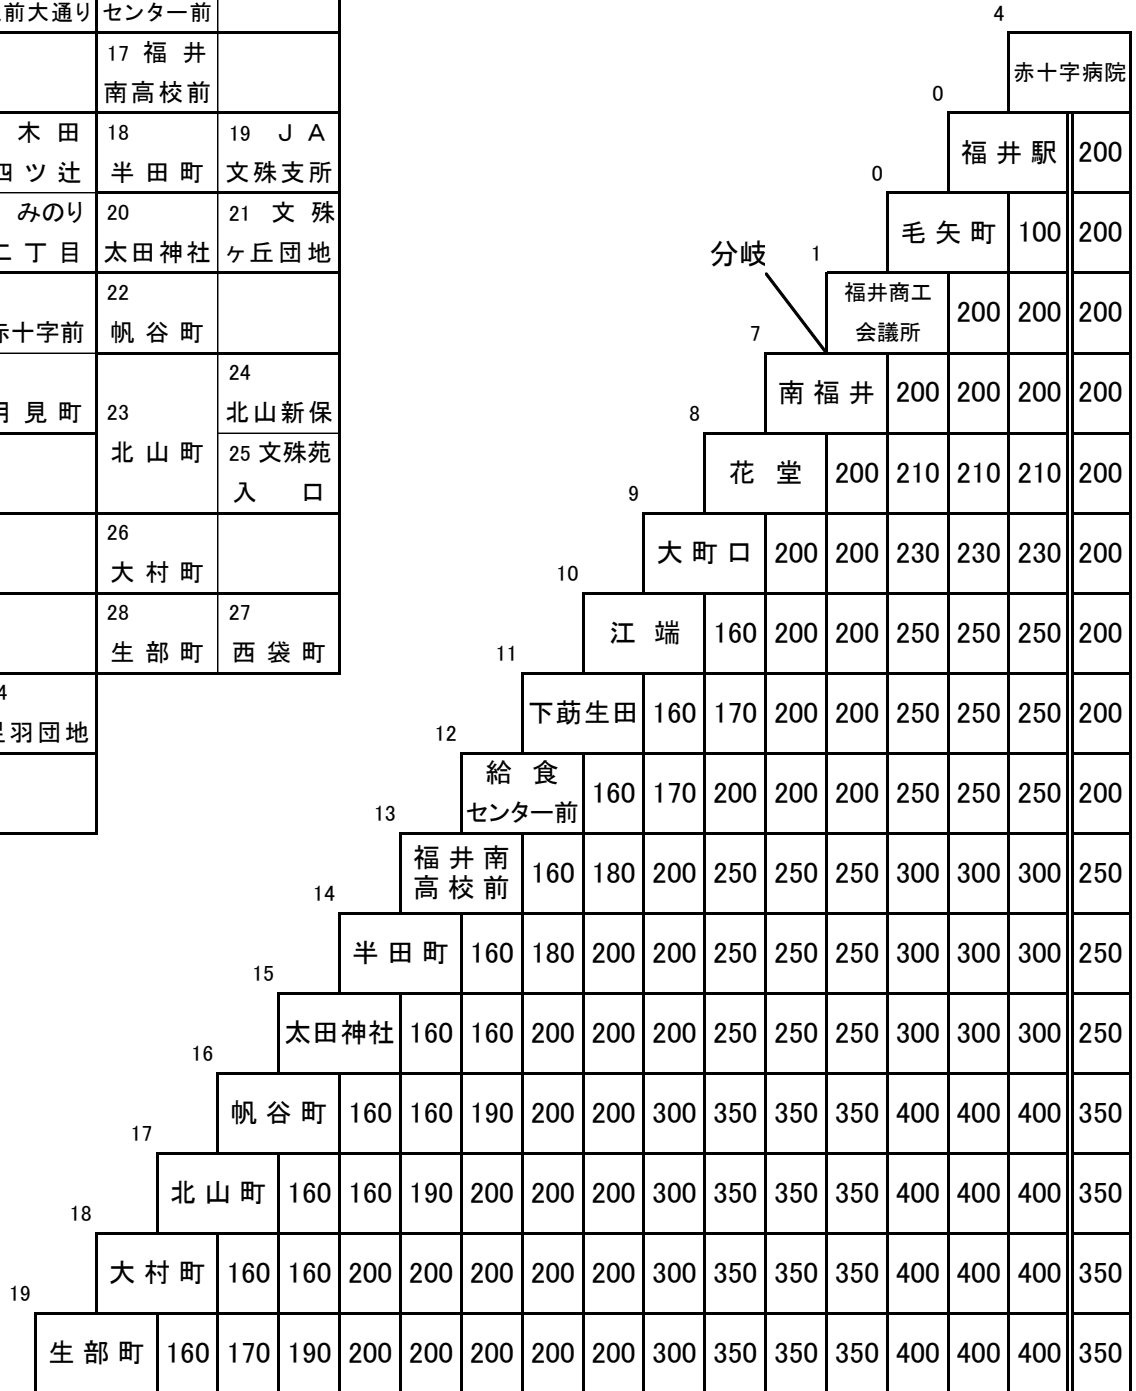 前大通り センター前
17 福 井
南高校前
木 田 18 19 Ｊ Ａ
四 ツ 辻 半 田 町 文殊支所
みのり 20 21 文 殊
二 丁 目 太田神社 ヶ丘団地
22
赤十字前 帆 谷 町
24
月 見 町 23 北山新保
北 山 町 25 文殊苑
入 口
26
大 村 町
28 27
生 部 町 西 袋 町
4
足羽団地
4
赤十字病院
0
福 井 駅 200
0
毛 矢 町 100 200
分岐 1
福井商工
会議所 200 200 200
7
南 福 井 200 200 200 200
8
花 堂 200 210 210 210 200
9
大 町 口 200 200 230 230 230 200
10
江 端 160 200 200 250 250 250 200
11
下莇生田 160 170 200 200 250 250 250 200
12
給 食
センター前 160 170 200 200 200 250 250 250 200
13
福 井 南
高 校 前 160 180 200 250 250 250 300 300 300 250
14
半 田 町 160 180 200 200 250 250 250 300 300 300 250
15
太田神社 160 160 200 200 200 250 250 250 300 300 300 250
16
帆 谷 町 160 160 190 200 200 300 350 350 350 400 400 400 350
17
北 山 町 160 160 190 200 200 200 300 350 350 350 400 400 400 350
18
大 村 町 160 160 200 200 200 200 200 300 350 350 350 400 400 400 350
19
生 部 町 160 170 190 200 200 200 200 200 300 350 350 350 400 400 400 350